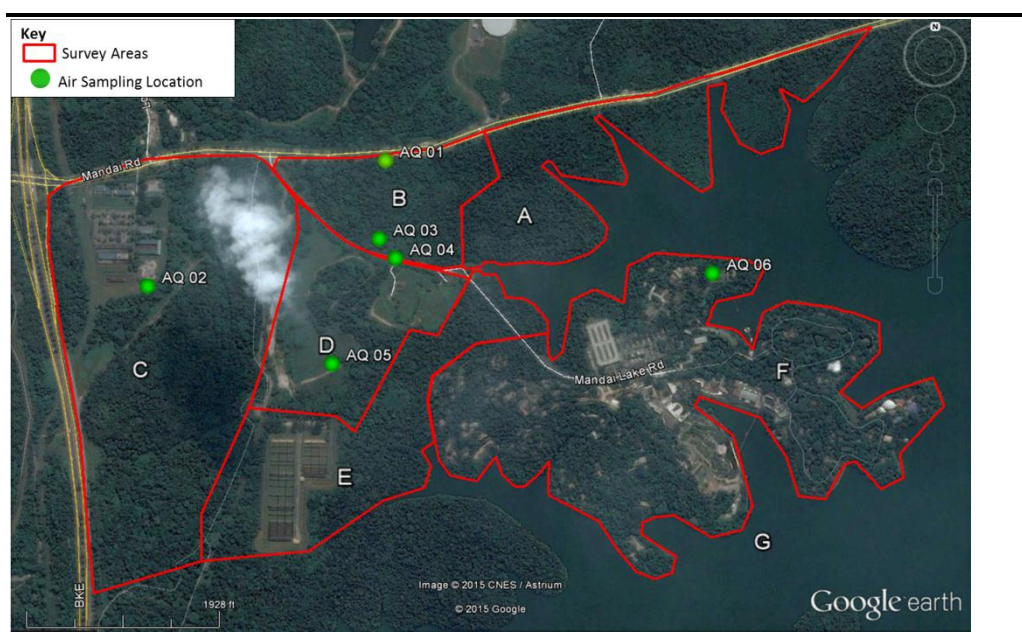 Key
Survey Areas
Air Sampling Location
N
Mandai Rd
AQ 01
B
A
AQ 03
AQ 04
AQ 02
AQ 06
C
D
AQ 05
F
Mandai Lake Rd
E
G
BKE
1928 ft
Image © 2015 CNES / Astrium
© 2015 Google
Google earth